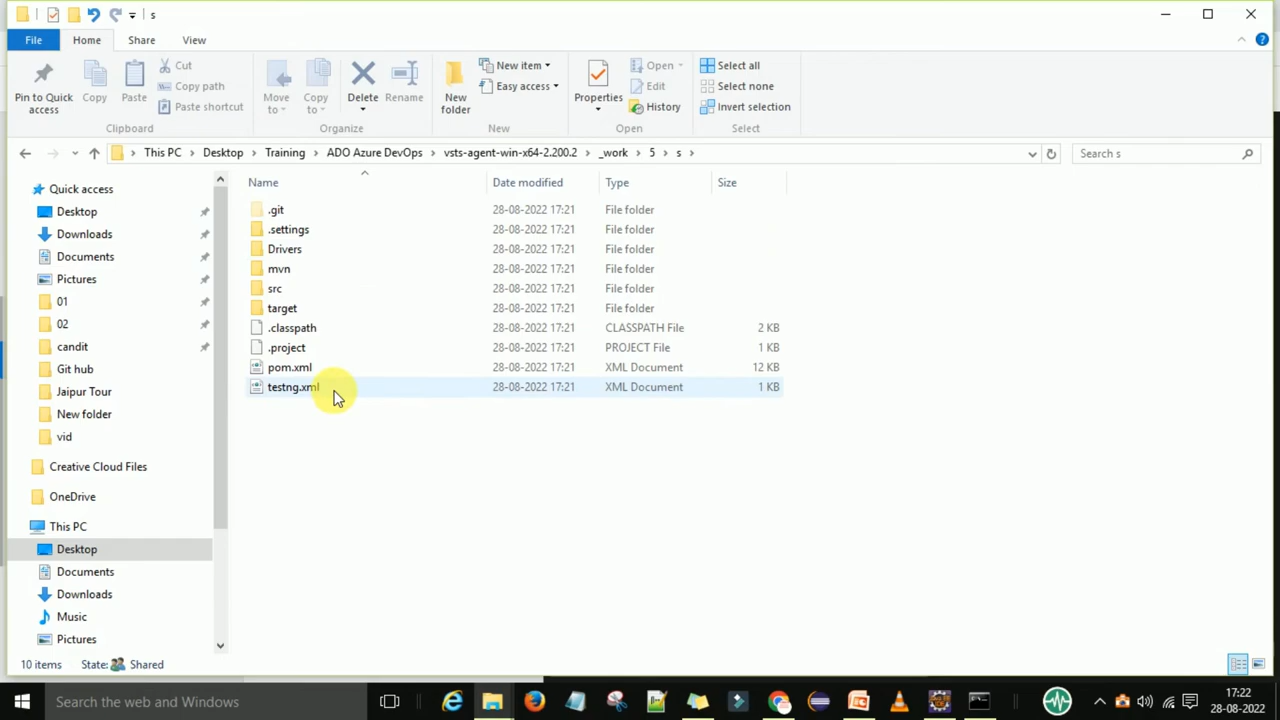 s
File Home Share View
Pin to Quick access
Copy
Paste
Cut
Copy path
Paste shortcut
Clipboard
Move to
Copy to
Delete
Rename
Organize
New folder
New item
Easy access
New
Properties
Open
Edit
History
Open
Select all
Select none
Invert selection
Select
This PC > Desktop > Training > ADO Azure DevOps > vsts-agent-win-x64-2.200.2 > _work > 5 > s >
Search s
Quick access
Desktop
Downloads
Documents
Pictures
01
02
candit
Git hub
Jaipur Tour
New folder
vid
Creative Cloud Files
OneDrive
This PC
Desktop
Documents
Downloads
Music
Pictures
Name Date modified Type Size
.git 28-08-2022 17:21 File folder
.settings 28-08-2022 17:21 File folder
Drivers 28-08-2022 17:21 File folder
mvn 28-08-2022 17:21 File folder
src 28-08-2022 17:21 File folder
target 28-08-2022 17:21 File folder
.classpath 28-08-2022 17:21 CLASSPATH File 2 KB
.project 28-08-2022 17:21 PROJECT File 1 KB
pom.xml 28-08-2022 17:21 XML Document 12 KB
testng.xml 28-08-2022 17:21 XML Document 1 KB
10 items State: Shared
Search the web and Windows
17:22
28-08-2022